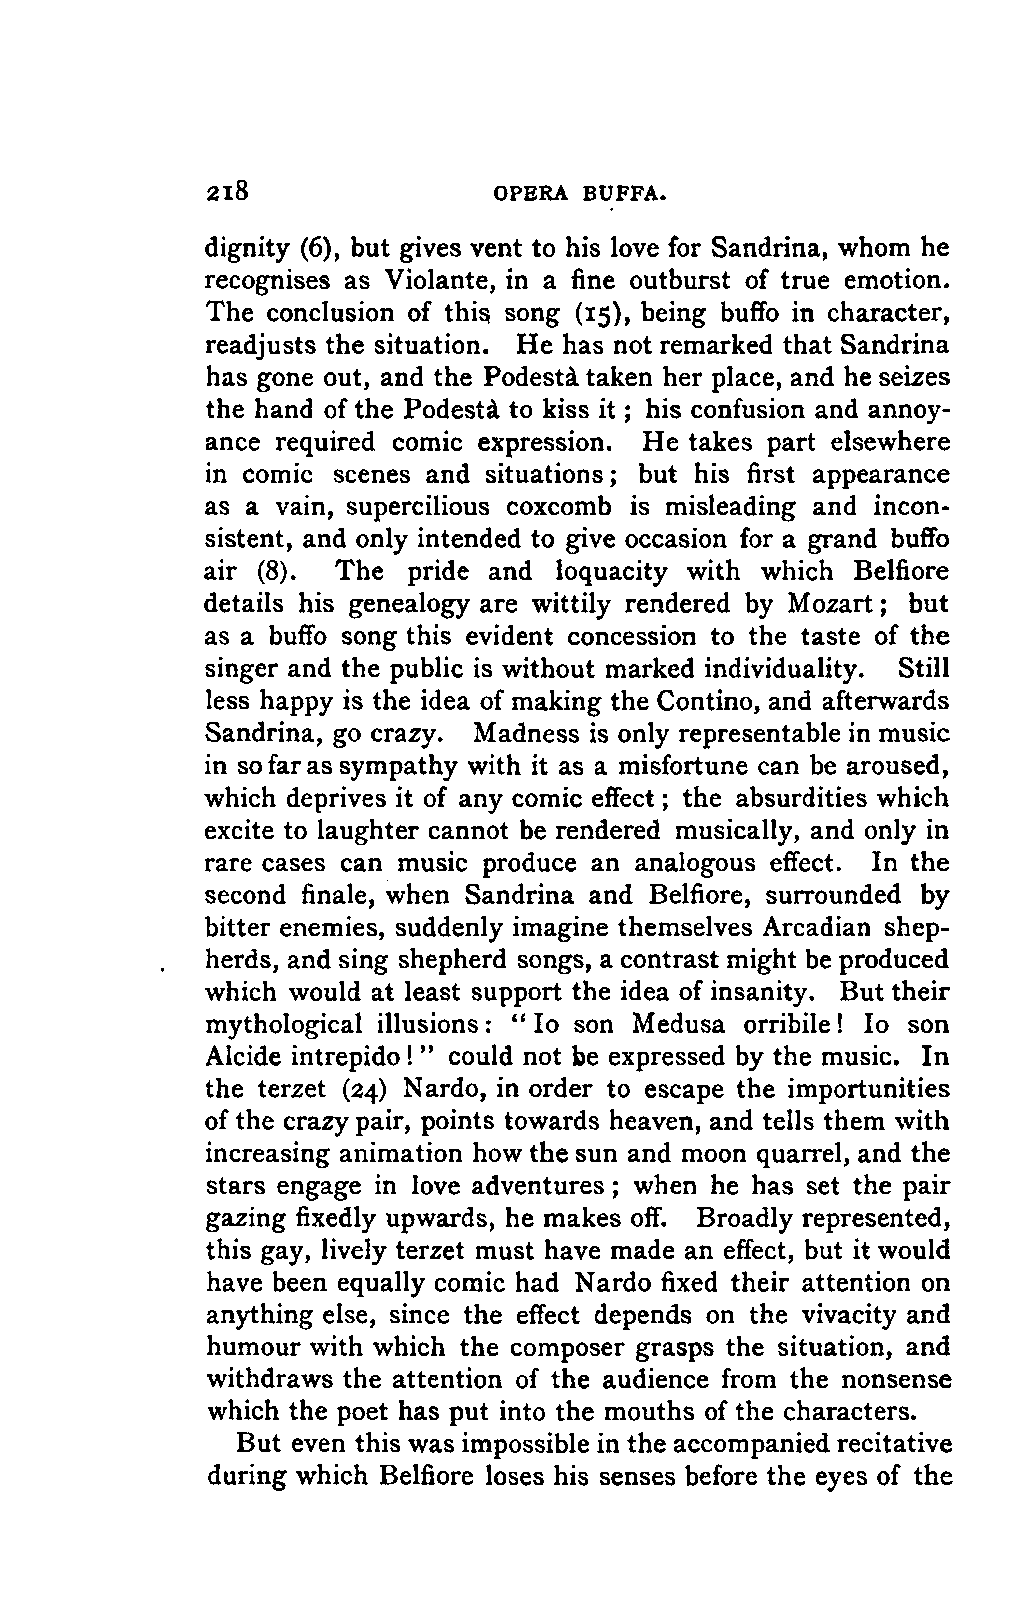 218 OPERA BUFFA.
dignity (6), but gives vent to his love for Sandrina, whom he
recognises as Violante, in a fine outburst of true emotion.
The conclusion of this song (15), being buffo in character,
readjusts the situation. He has not remarked that Sandrina
has gone out, and the Podestà taken her place, and he seizes
the hand of the Podestà to kiss it ; his confusion and annoy-
ance required comic expression. He takes part elsewhere
in comic scenes and situations ; but his first appearance
as a vain, supercilious coxcomb is misleading and incon-
sistent, and only intended to give occasion for a grand buffo
air (8). The pride and loquacity with which Belfiore
details his genealogy are wittily rendered by Mozart ; but
as a buffo song this evident concession to the taste of the
singer and the public is without marked individuality. Still
less happy is the idea of making the Contino, and afterwards
Sandrina, go crazy. Madness is only representable in music
in so far as sympathy with it as a misfortune can be aroused,
which deprives it of any comic effect ; the absurdities which
excite to laughter cannot be rendered musically, and only in
rare cases can music produce an analogous effect. In the
second finale, when Sandrina and Belfiore, surrounded by
bitter enemies, suddenly imagine themselves Arcadian shep-
herds, and sing shepherd songs, a contrast might be produced
which would at least support the idea of insanity. But their
mythological illusions : “ Io son Medusa orribile ! Io son
Alcide intrepido ! ” could not be expressed by the music. In
the terzet (24) Nardo, in order to escape the importunities
of the crazy pair, points towards heaven, and tells them with
increasing animation how the sun and moon quarrel, and the
stars engage in love adventures ; when he has set the pair
gazing fixedly upwards, he makes off. Broadly represented,
this gay, lively terzet must have made an effect, but it would
have been equally comic had Nardo fixed their attention on
anything else, since the effect depends on the vivacity and
humour with which the composer grasps the situation, and
withdraws the attention of the audience from the nonsense
which the poet has put into the mouths of the characters.
But even this was impossible in the accompanied recitative
during which Belfiore loses his senses before the eyes of the